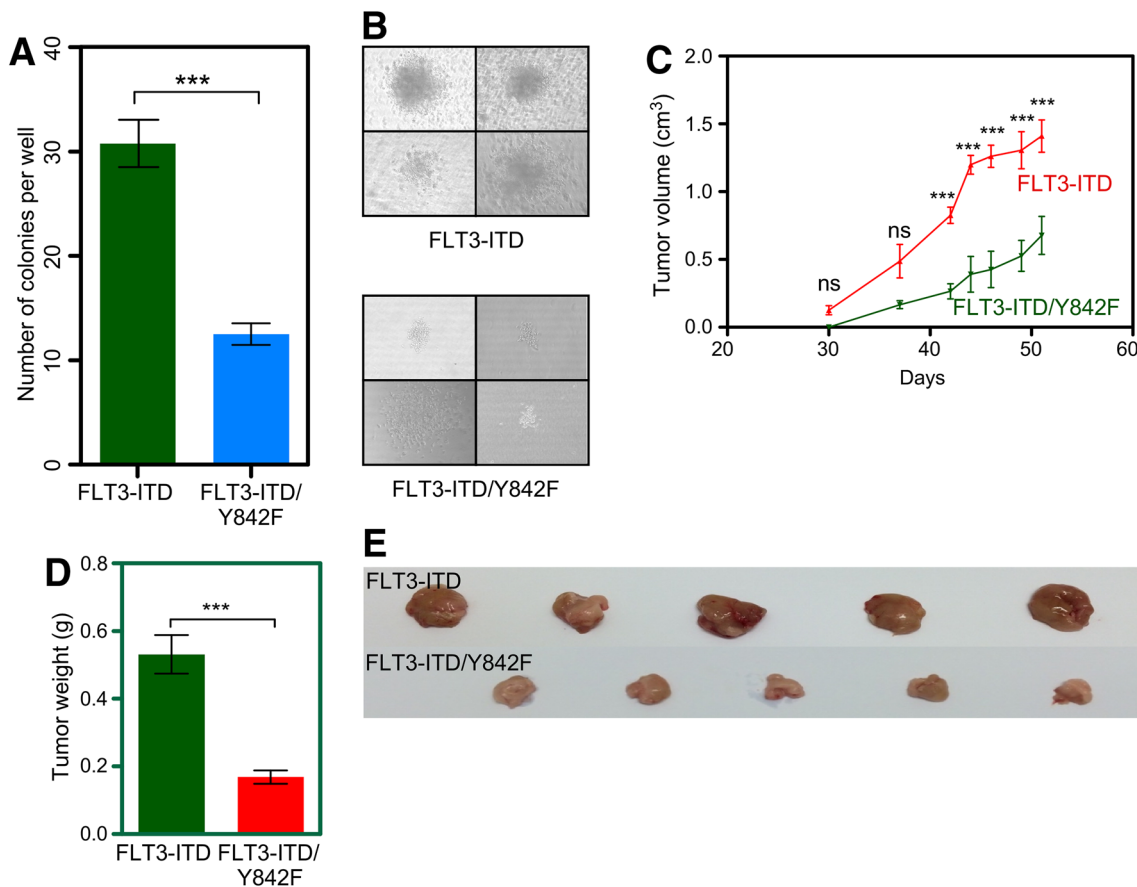 A
Number of colonies per well
40
30
20
10
0
***
FLT3-ITD
FLT3-ITD/
Y842F
B
FLT3-ITD
FLT3-ITD/Y842F
C
Tumor volume (cm³)
2.0
1.5
1.0
0.5
0.0
20
30
40
50
60
Days
ns
ns
***
***
***
***
***
FLT3-ITD
FLT3-ITD/Y842F
D
Tumor weight (g)
0.8
0.6
0.4
0.2
0.0
***
FLT3-ITD
FLT3-ITD/
Y842F
E
FLT3-ITD
FLT3-ITD/Y842F